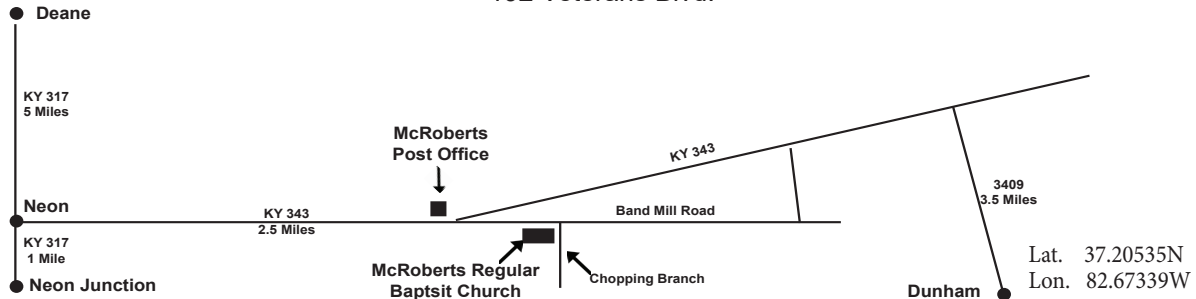 Deane
KY 317
5 Miles
McRoberts
Post Office
KY 343
Neon
KY 343
2.5 Miles
Band Mill Road
3409
3.5 Miles
KY 317
1 Mile
McRoberts Regular
Baptsit Church
Chopping Branch
Lat. 37.20535N
Lon. 82.67339W
Neon Junction
Dunham